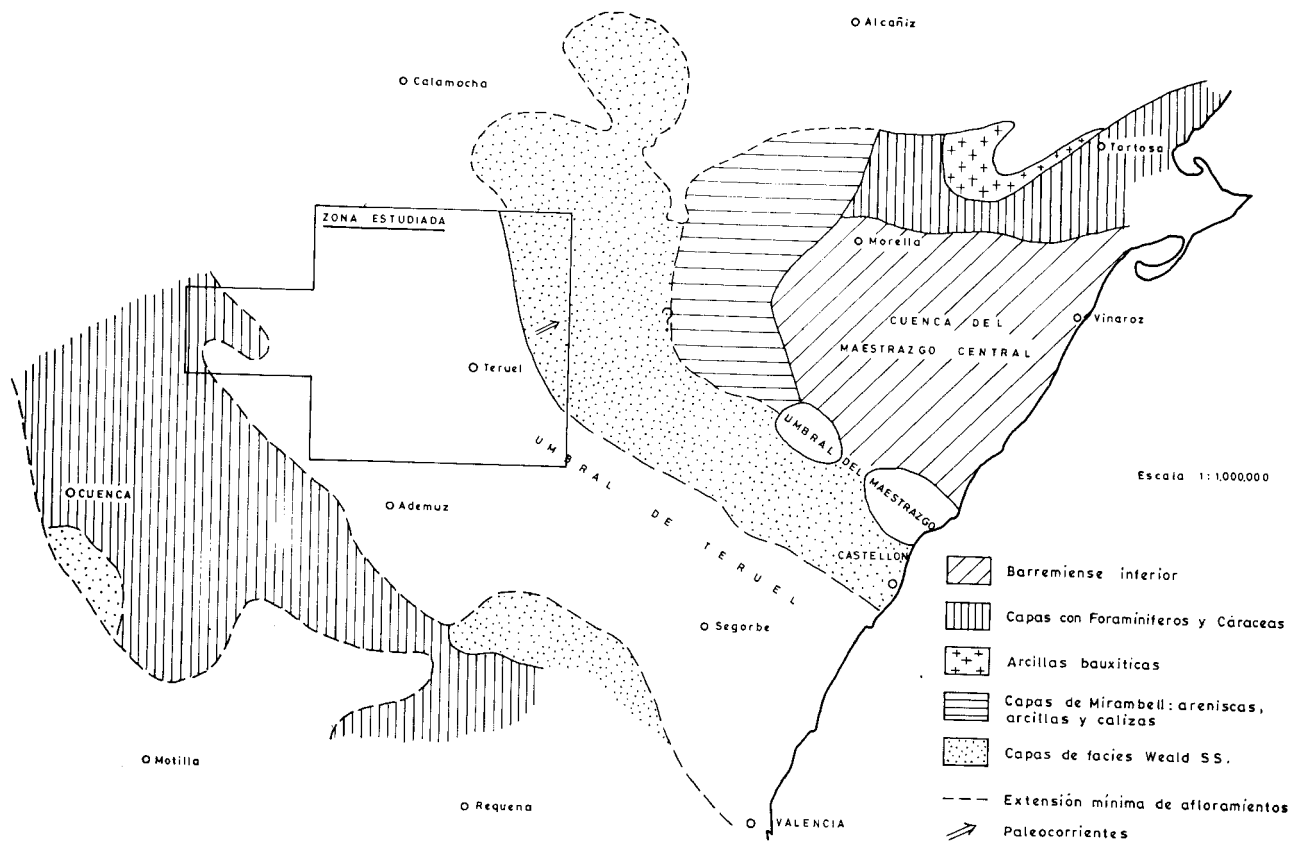 Alcañiz
Calamocha
Tortosa
ZONA ESTUDIADA
Morella
CUENCA DEL
MAESTRAZGO CENTRAL
Vinaroz
?
Teruel
UMBRAL DEL MAESTRAZGO
UMBRAL DE TERUEL
Escala 1:1,000,000
CUENCA
Ademuz
CASTELLON
Segorbe
Motilla
Requena
VALENCIA
Barremiense inferior
Capas con Foraminiferos y Cáraceas
Arcillas bauxiticas
Capas de Mirambell: areniscas,
arcillas y calizas
Capas de facies Weald SS.
Extensión mínima de afloramientos
Paleocorrientes